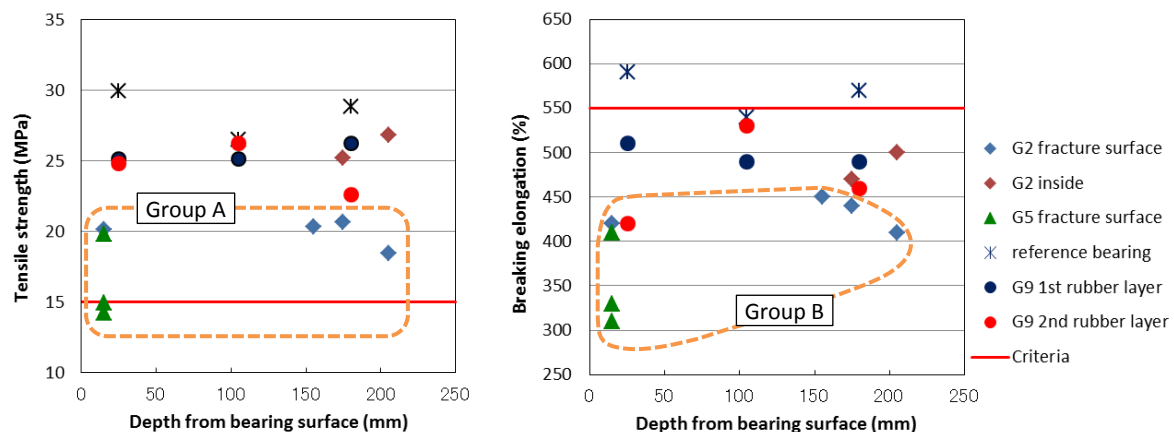 35
30
25
20
15
10
Tensile strength (MPa)
Group A
0
50
100
150
200
250
Depth from bearing surface (mm)
650
600
550
500
450
400
350
300
250
Breaking elongation (%)
Group B
0
50
100
150
200
250
Depth from bearing surface (mm)
G2 fracture surface
G2 inside
G5 fracture surface
reference bearing
G9 1st rubber layer
G9 2nd rubber layer
Criteria